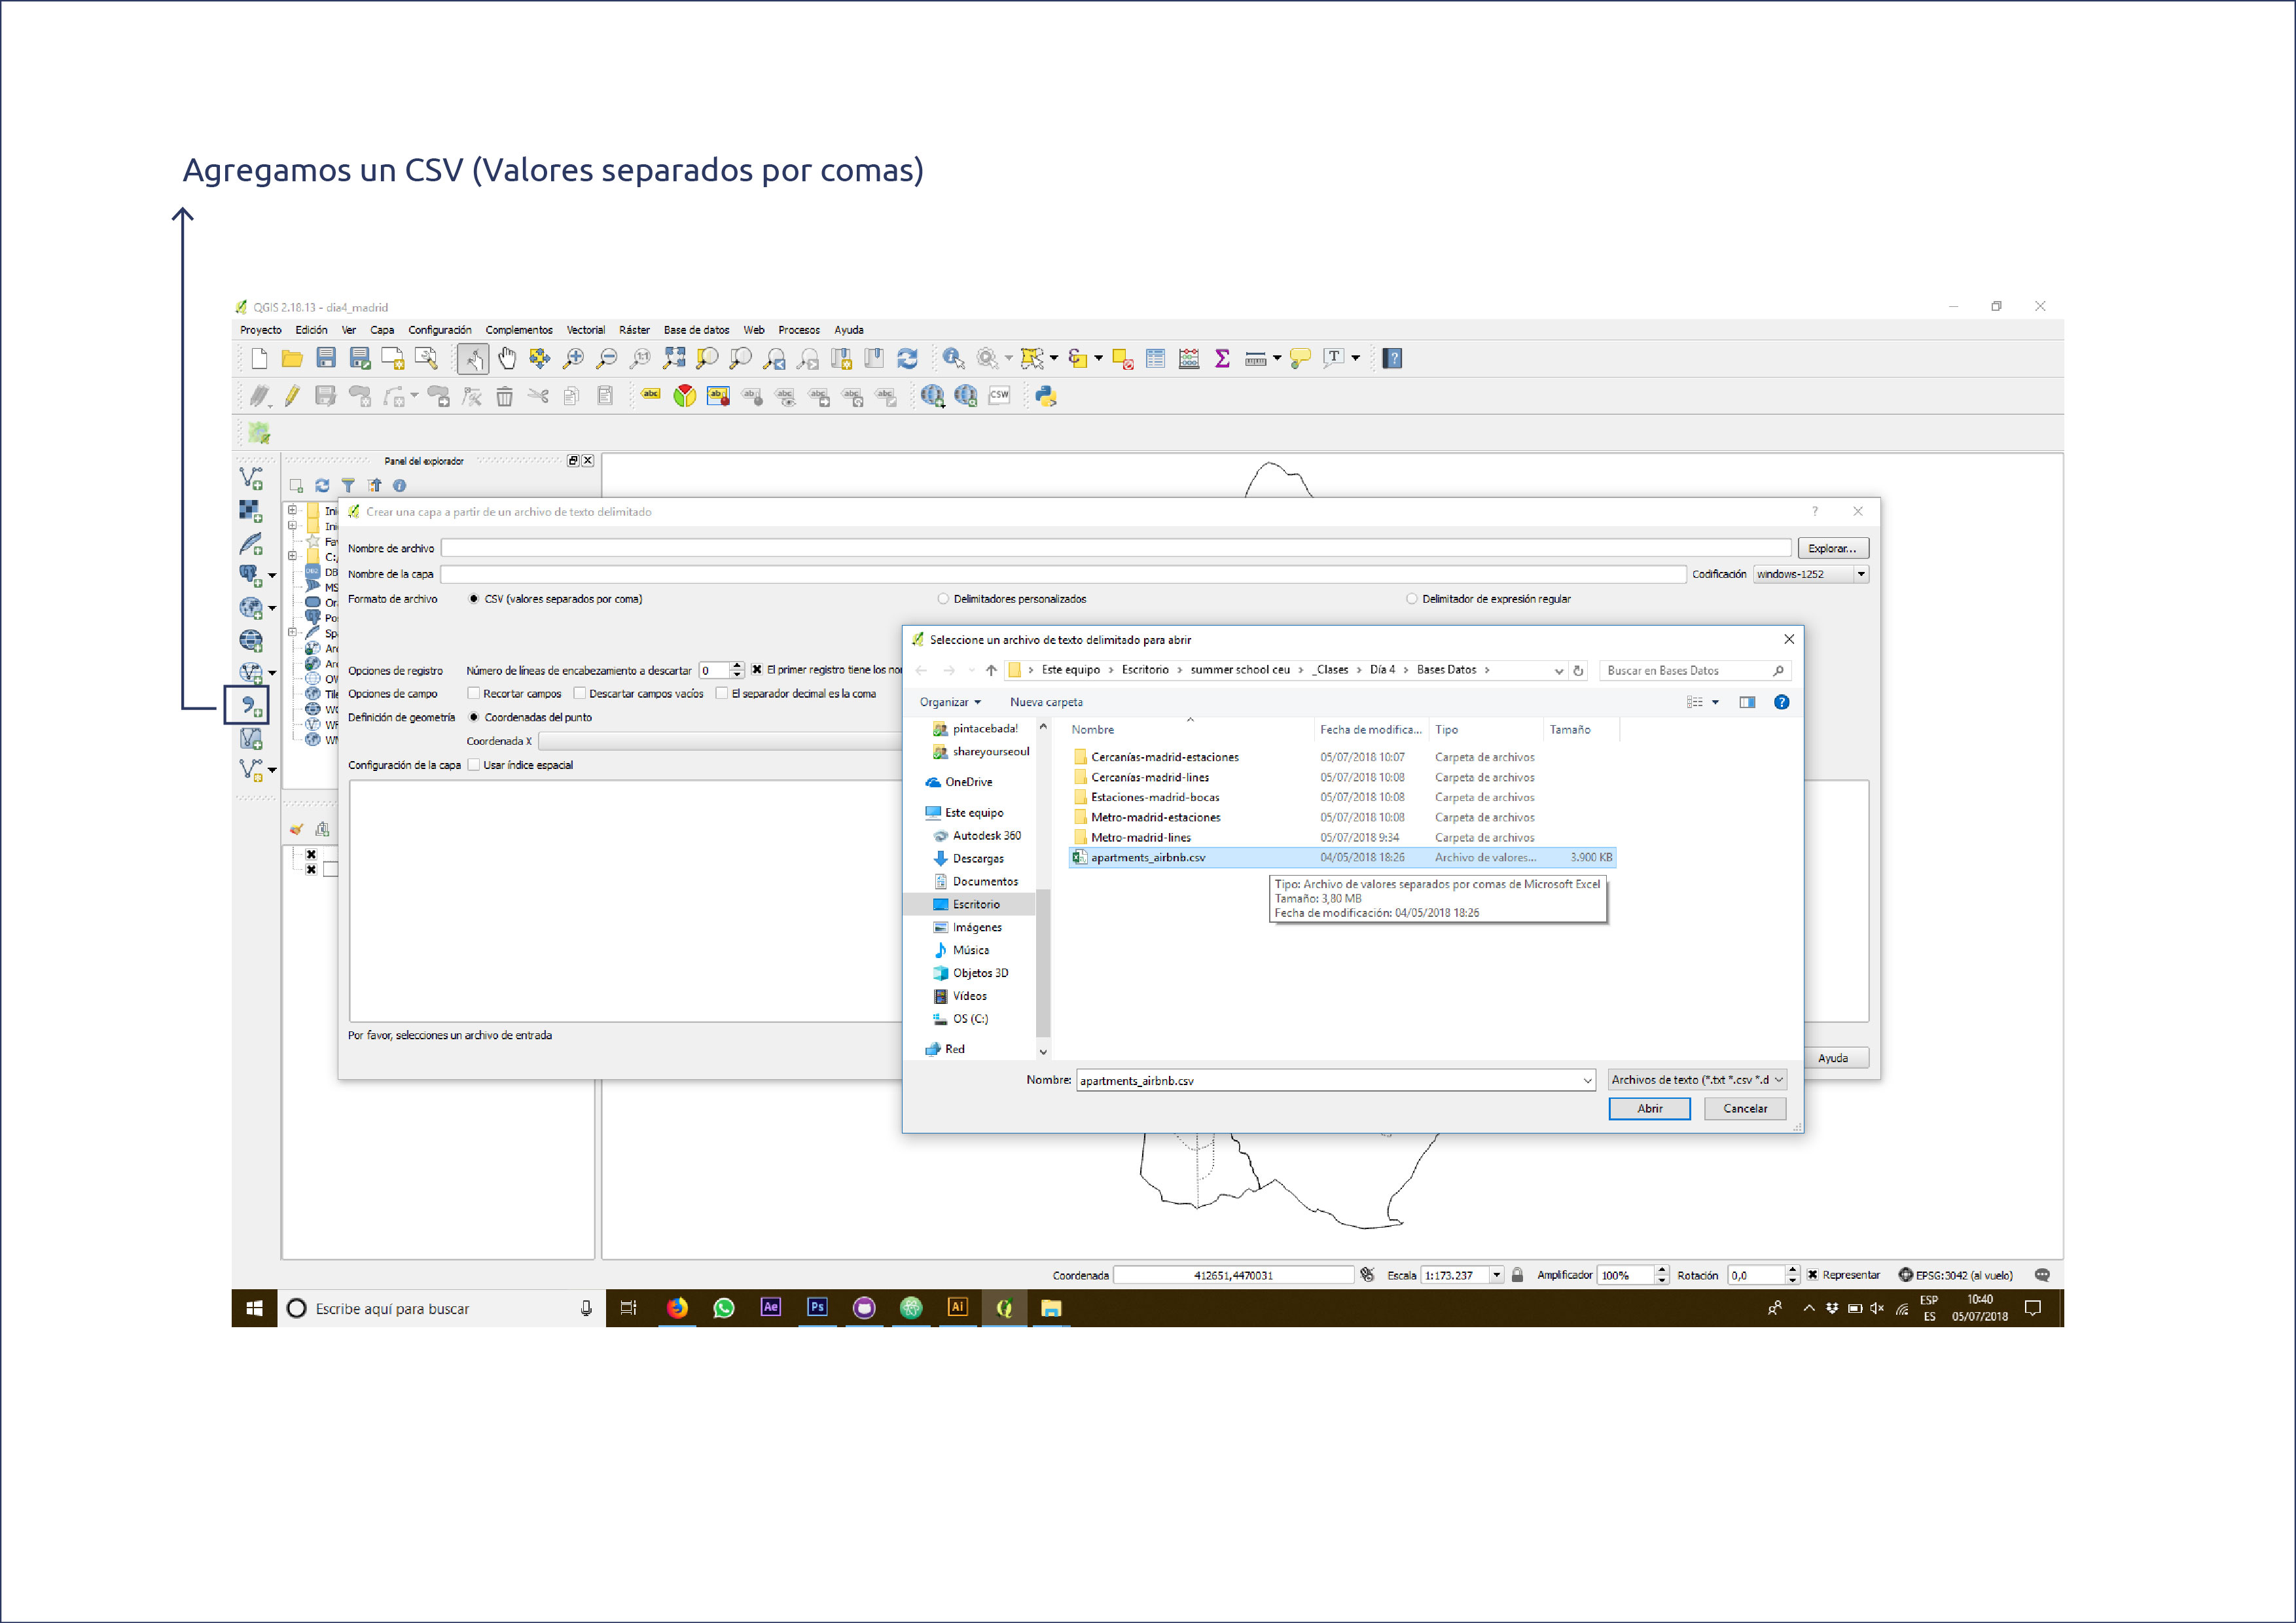 Agregamos un CSV (Valores separados por comas)
QGIS 2.18.13 - dia4_madrid
Proyecto Edición Ver Capa Configuración Complementos Vectorial Ráster Base de datos Web Procesos Ayuda
CSW
Panel del explorador
Crear una capa a partir de un archivo de texto delimitado
Nombre de archivo
Explorar...
Nombre de la capa
Codificación windows-1252
Formato de archivo CSV (valores separados por coma) Delimitadores personalizados Delimitador de expresión regular
Opciones de registro Número de líneas de encabezamiento a descartar 0 El primer registro tiene los
Opciones de campo Recortar campos Descartar campos vacíos El separador decimal es la coma
Definición de geometría Coordenadas del punto
Coordenada X
Configuración de la capa Usar índice espacial
Por favor, selecciones un archivo de entrada
Ayuda
Seleccione un archivo de texto delimitado para abrir
Este equipo > Escritorio > summer school ceu > _Clases > Día 4 > Bases Datos >
Buscar en Bases Datos
Organizar Nueva carpeta
pintacebada!
shareyourseoul
OneDrive
Este equipo
Autodesk 360
Descargas
Documentos
Escritorio
Imágenes
Música
Objetos 3D
Vídeos
OS (C:)
Red
Nombre Fecha de modifica... Tipo Tamaño
Cercanías-madrid-estaciones 05/07/2018 10:07 Carpeta de archivos
Cercanías-madrid-lines 05/07/2018 10:08 Carpeta de archivos
Estaciones-madrid-bocas 05/07/2018 10:08 Carpeta de archivos
Metro-madrid-estaciones 05/07/2018 10:08 Carpeta de archivos
Metro-madrid-lines 05/07/2018 9:34 Carpeta de archivos
apartments_airbnb.csv 04/05/2018 18:26 Archivo de valores... 3.900 KB
Tipo: Archivo de valores separados por comas de Microsoft Excel
Tamaño: 3,80 MB
Fecha de modificación: 04/05/2018 18:26
Nombre: apartments_airbnb.csv
Archivos de texto (*.txt *.csv *.d
Abrir Cancelar
Coordenada 412651,4470031 Escala 1:173.237 Amplificador 100% Rotación 0,0 Representar EPSG:3042 (al vuelo)
Escribe aquí para buscar
Ae Ps Ai
ESP
ES
10:40
05/07/2018